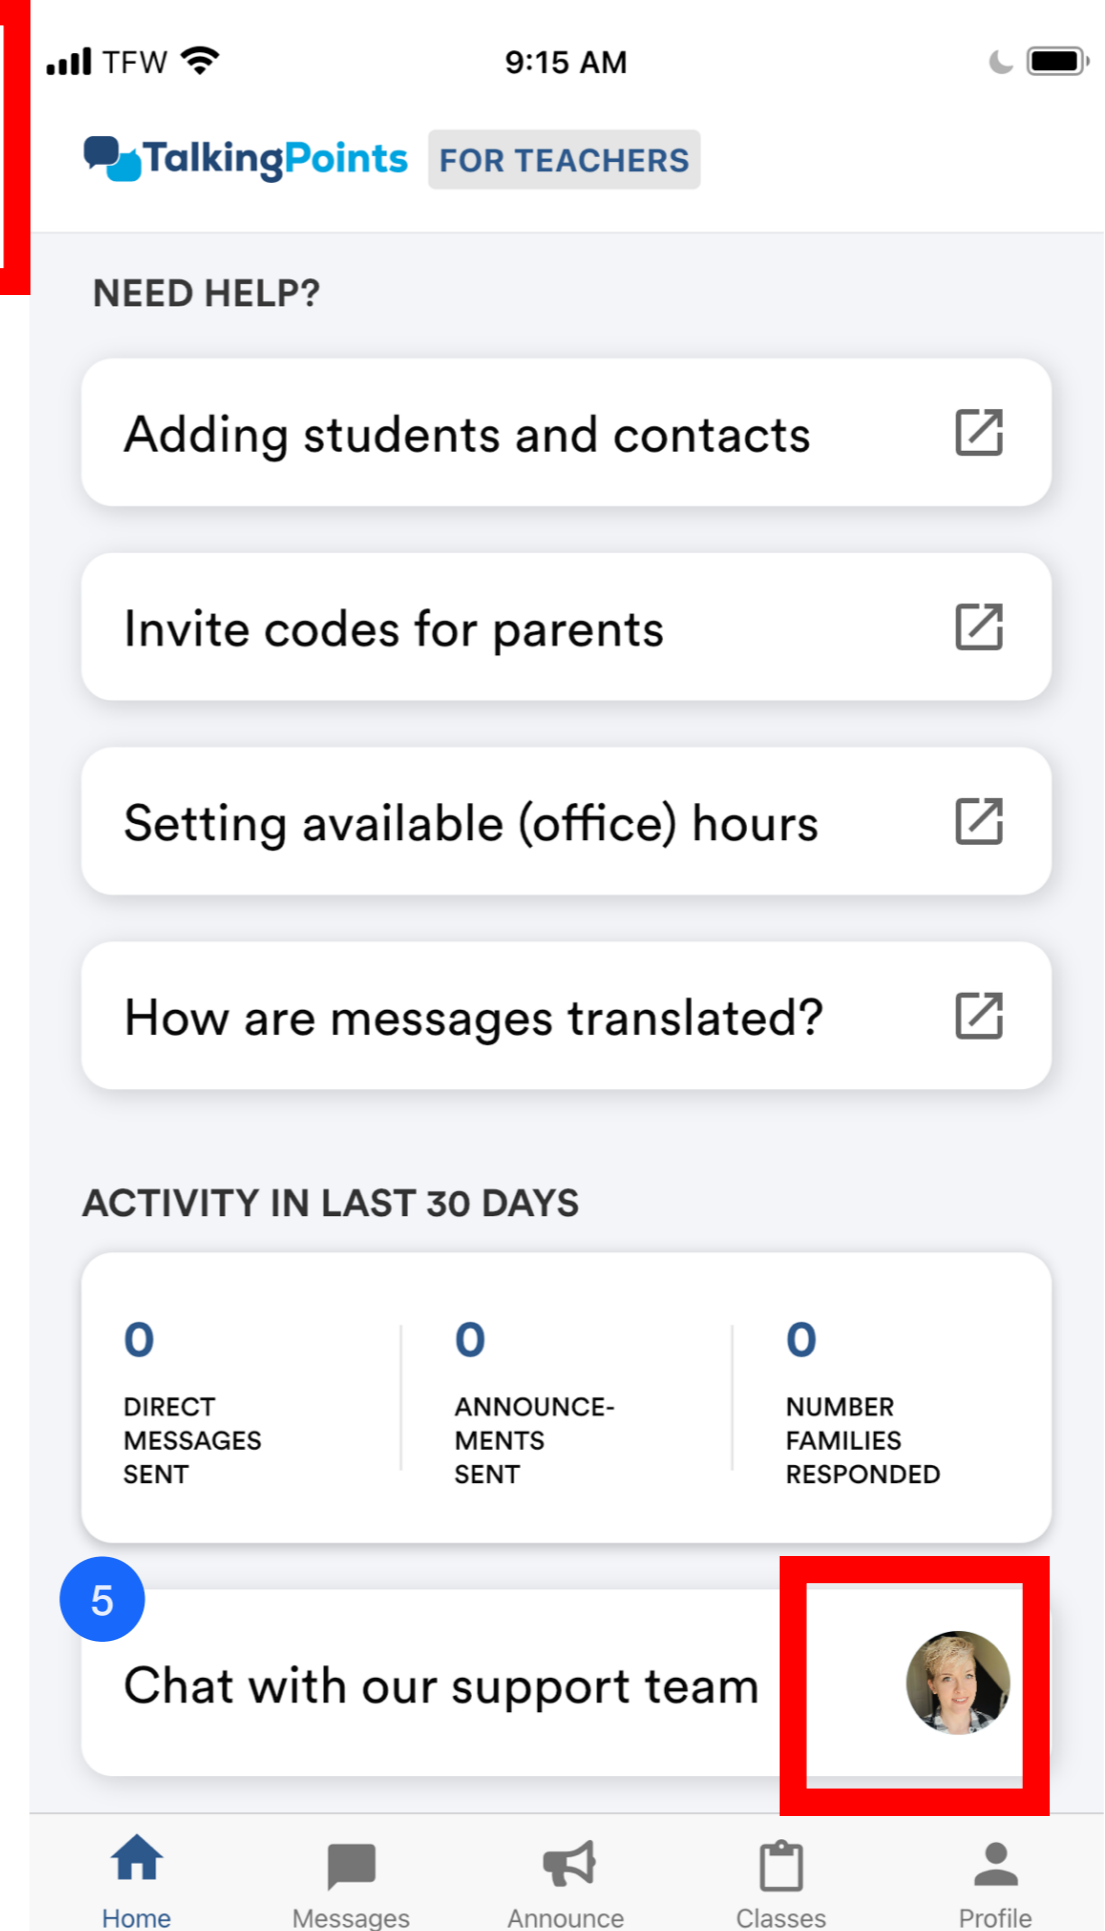 TFW 9:15 AM
TalkingPoints FOR TEACHERS
NEED HELP?
Adding students and contacts
Invite codes for parents
Setting available (office) hours
How are messages translated?
ACTIVITY IN LAST 30 DAYS
0 0 0
DIRECT ANNOUNCE- NUMBER
MESSAGES MENTS FAMILIES
SENT SENT RESPONDED
5
Chat with our support team
Home Messages Announce Classes Profile